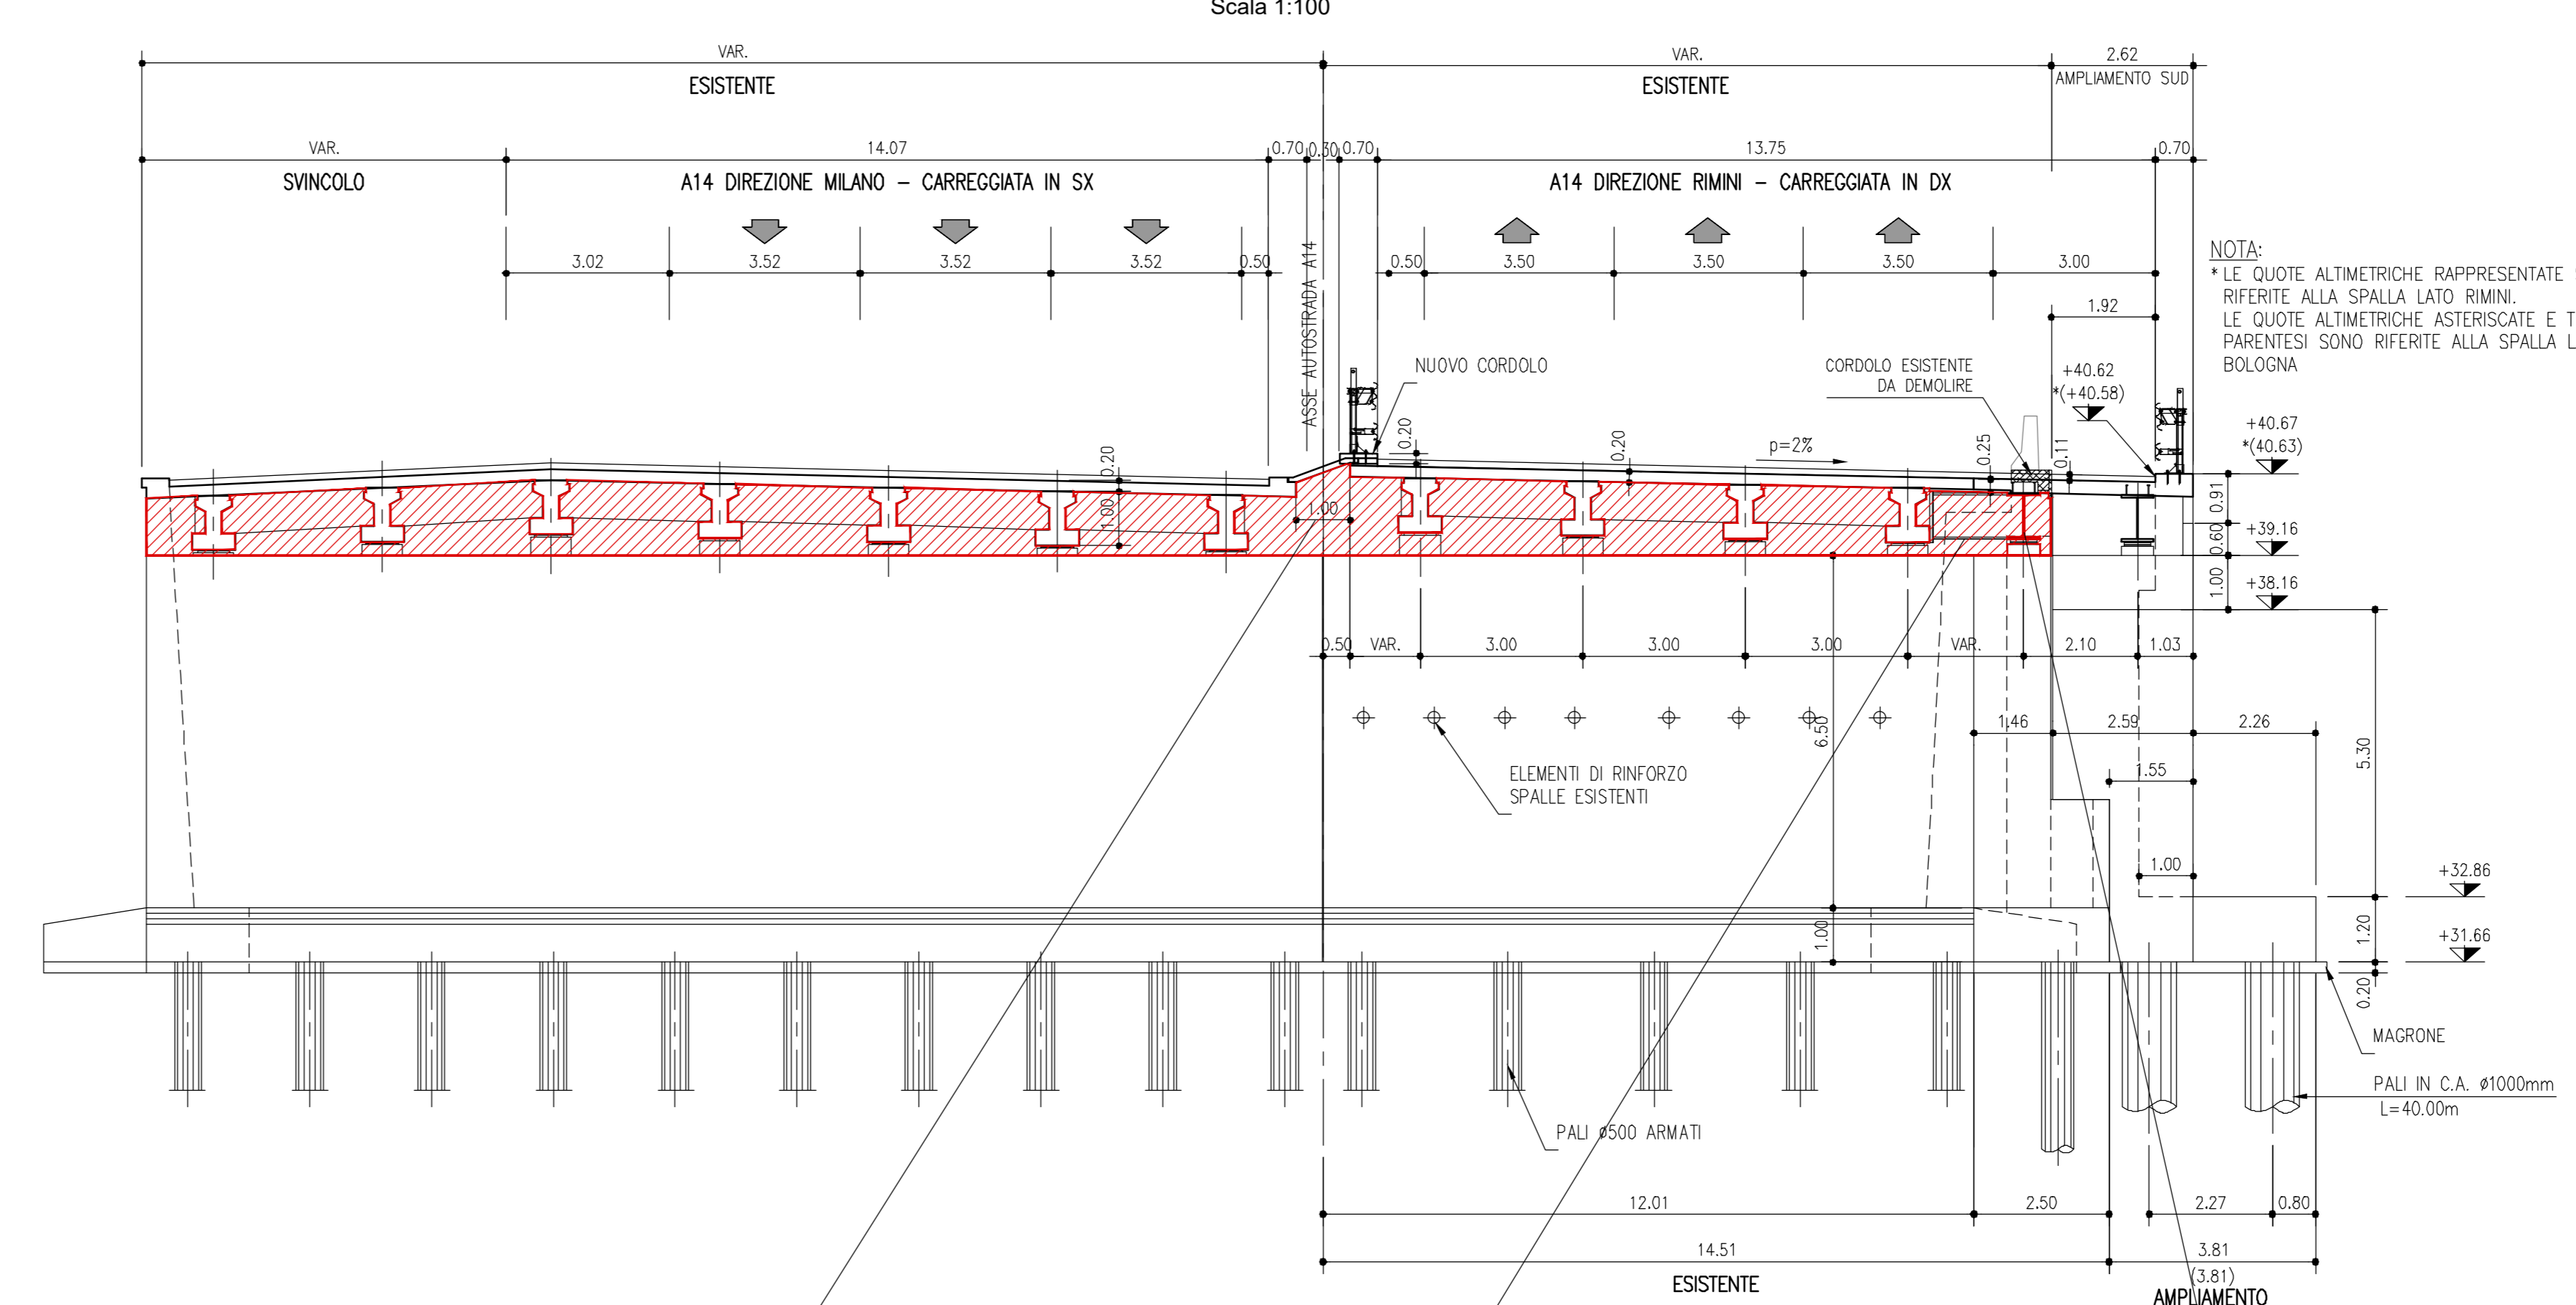 Scala 1:100
VAR.
VAR.
2.62
ESISTENTE
ESISTENTE
AMPLIAMENTO SUD
VAR.
14.07
0.70
0.30
0.70
13.75
0.70
SVINCOLO
A14 DIREZIONE MILANO – CARREGGIATA IN SX
A14 DIREZIONE RIMINI – CARREGGIATA IN DX
3.02
3.52
3.52
3.52
0.50
ASSE AUTOSTRADA A14
0.50
3.50
3.50
3.50
3.00
1.92
NOTA:
* LE QUOTE ALTIMETRICHE RAPPRESENTATE
RIFERITE ALLA SPALLA LATO RIMINI.
LE QUOTE ALTIMETRICHE ASTERISCATE E T
PARENTESI SONO RIFERITE ALLA SPALLA L
BOLOGNA
NUOVO CORDOLO
CORDOLO ESISTENTE
DA DEMOLIRE
+40.62
*(+40.58)
+40.67
*(40.63)
0.20
0.20
0.20
p=2%
0.25
0.11
1.00
1.00
0.91
0.60
+39.16
1.00
+38.16
0.50
VAR.
3.00
3.00
3.00
VAR.
2.10
1.03
6.50
1.46
2.59
2.26
5.30
1.55
ELEMENTI DI RINFORZO
SPALLE ESISTENTI
1.00
+32.86
1.00
1.20
+31.66
0.20
MAGRONE
PALI IN C.A. ø1000mm
L=40.00m
PALI ø500 ARMATI
12.01
2.50
2.27
0.80
14.51
3.81
(3.81)
ESISTENTE
AMPLIAMENTO